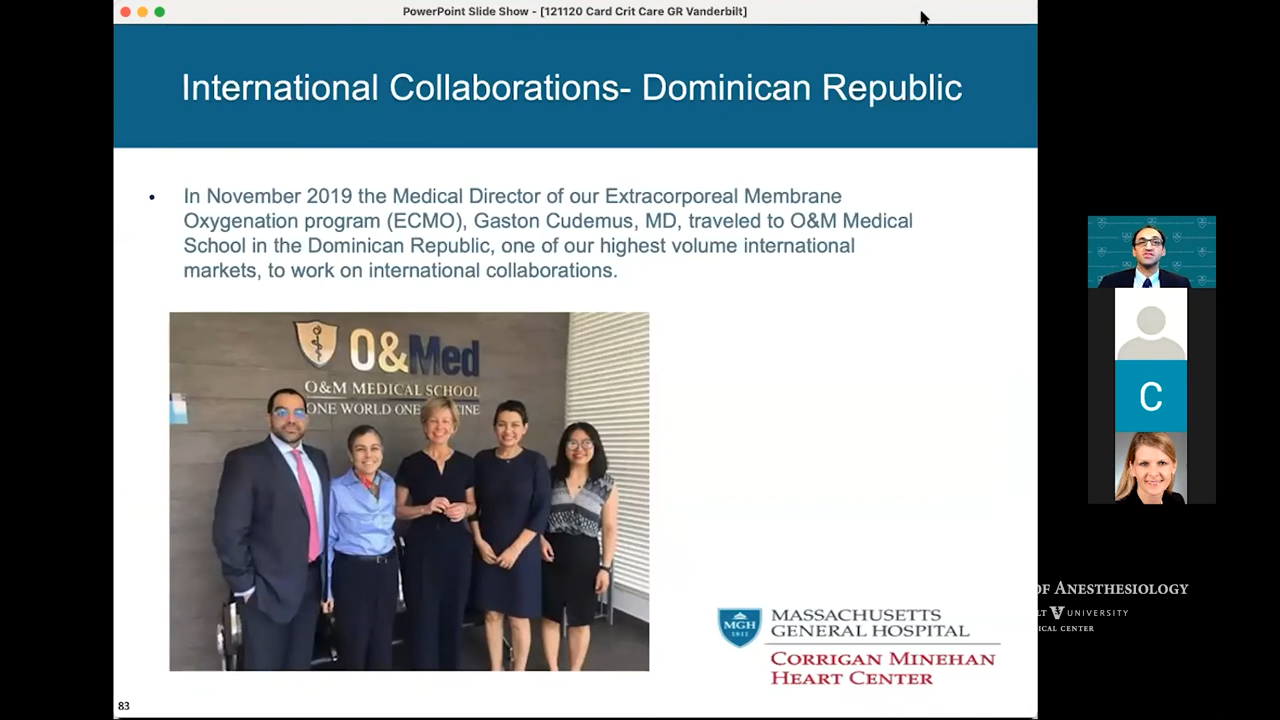 PowerPoint Slide Show - [121120 Card Crit Care GR Vanderbilt]
International Collaborations- Dominican Republic
• In November 2019 the Medical Director of our Extracorporeal Membrane
Oxygenation program (ECMO), Gaston Cudemus, MD, traveled to O&M Medical
School in the Dominican Republic, one of our highest volume international
markets, to work on international collaborations.
O&Med
O&M MEDICAL SCHOOL
ONE WORLD ONE
MGH
1811
MASSACHUSETTS
GENERAL HOSPITAL
CORRIGAN MINEHAN
HEART CENTER
83
C
OF ANESTHESIOLOGY
LT V UNIVERSITY
ICAL CENTER